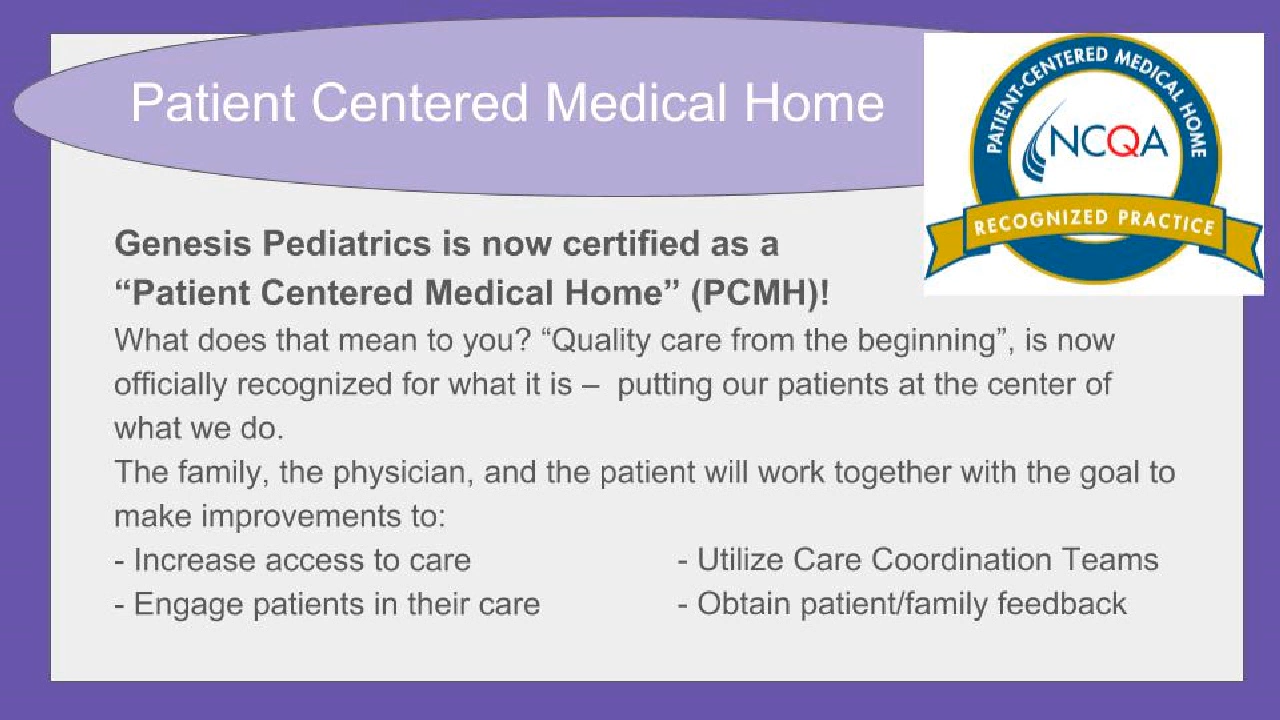 Patient Centered Medical Home
PATIENT-CENTERED MEDICAL HOME
NCQA
RECOGNIZED PRACTICE
Genesis Pediatrics is now certified as a
“Patient Centered Medical Home” (PCMH)!
What does that mean to you? “Quality care from the beginning”, is now
officially recognized for what it is – putting our patients at the center of
what we do.
The family, the physician, and the patient will work together with the goal to
make improvements to:
- Increase access to care - Utilize Care Coordination Teams
- Engage patients in their care - Obtain patient/family feedback